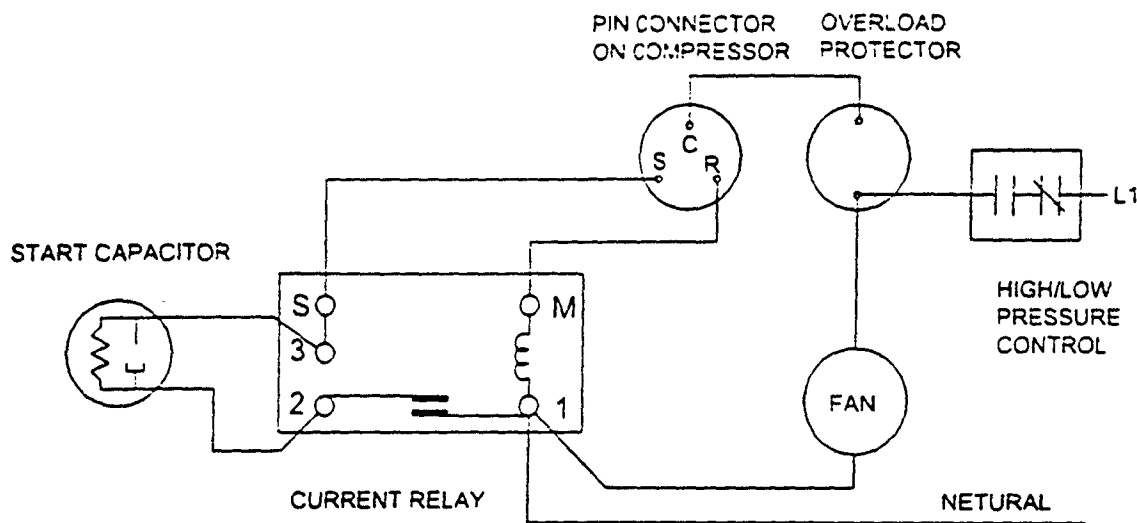 PIN CONNECTOR
ON COMPRESSOR
OVERLOAD
PROTECTOR
C
S
R
L1
START CAPACITOR
HIGH/LOW
PRESSURE
CONTROL
S
M
3
2
1
FAN
CURRENT RELAY
NETURAL